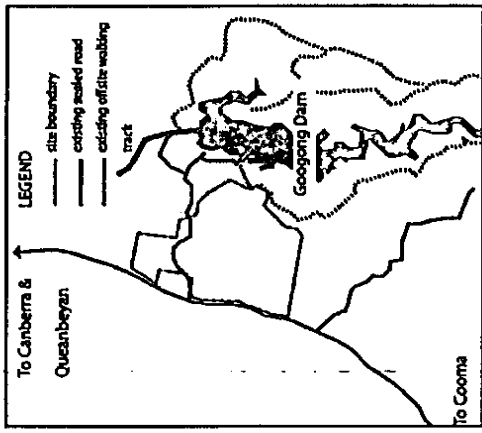 To Canberra &
Queanbeyan
LEGEND
site boundary
existing sealed road
existing offsite walking
track
Googong Dam
To Cooma